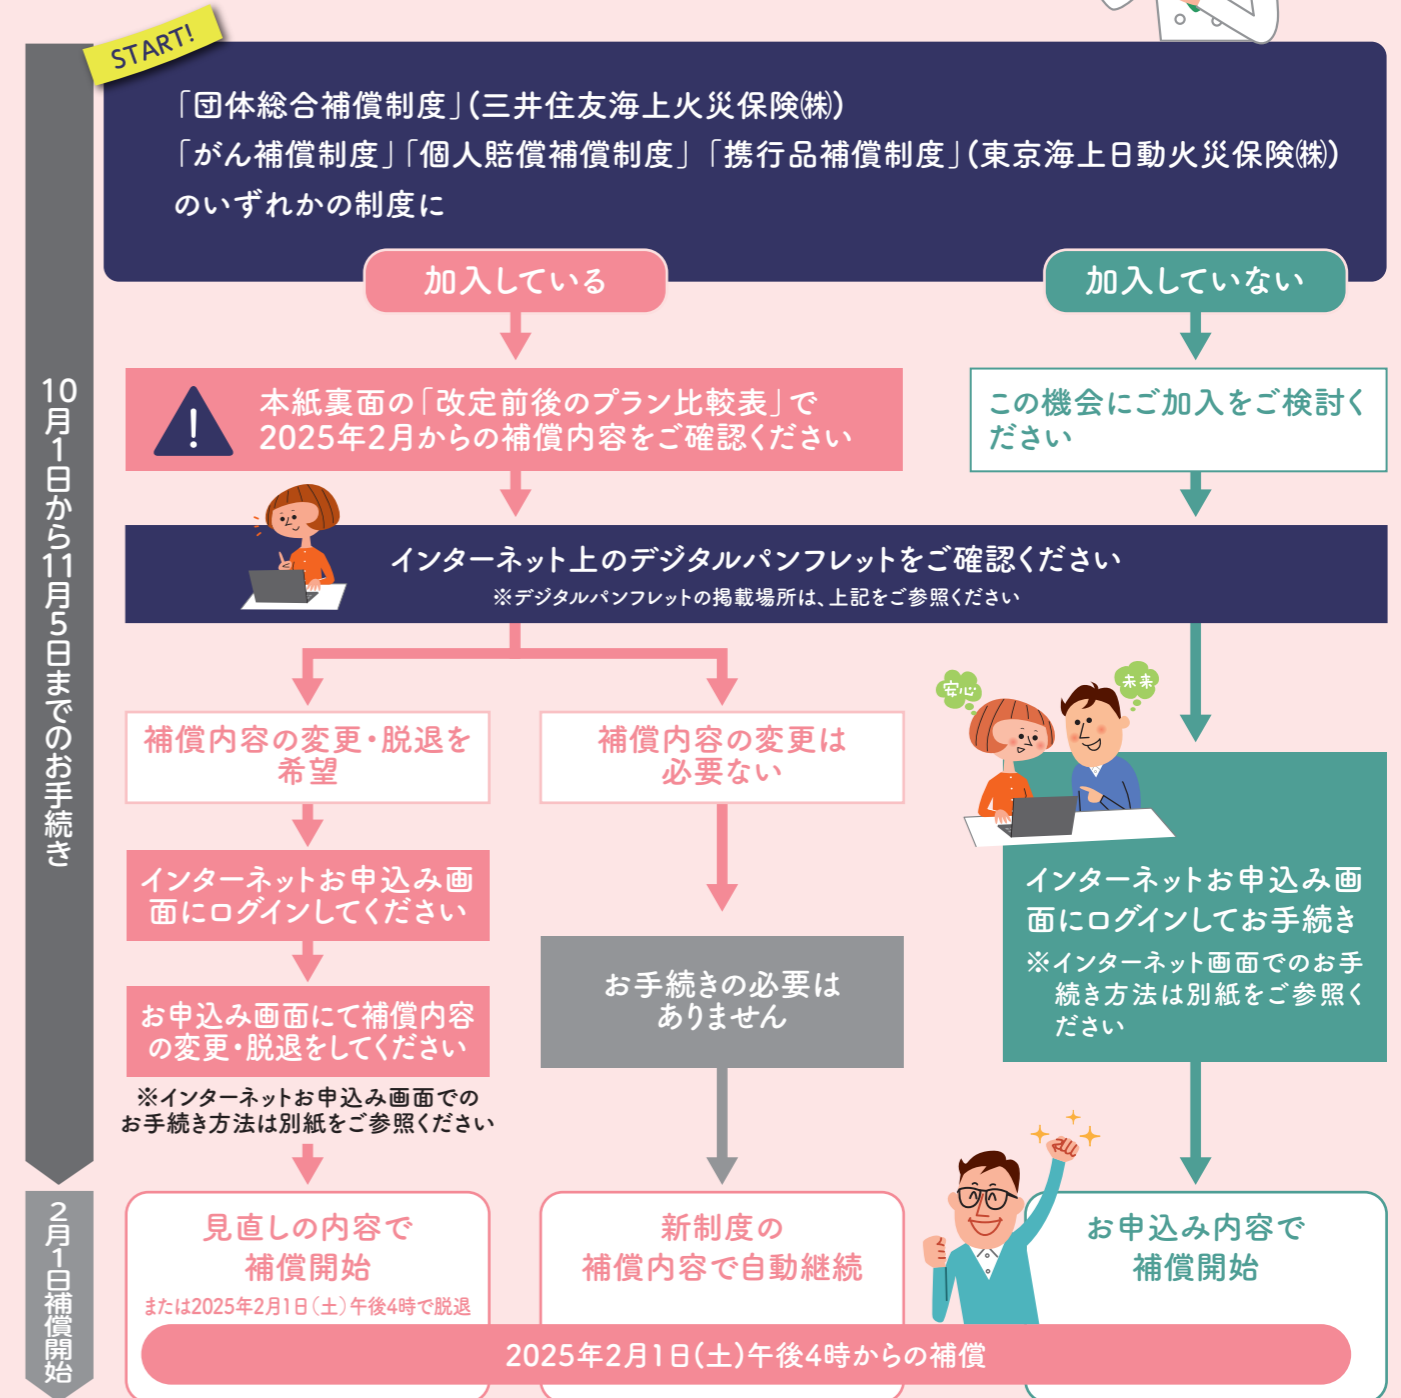 START!
「団体総合補償制度」(三井住友海上火災保険㈱)
「がん補償制度」「個人賠償補償制度」「携行品補償制度」(東京海上日動火災保険㈱)
のいずれかの制度に
加入している
加入していない
10月1日から11月5日までのお手続き
本紙裏面の「改定前後のプラン比較表」で
2025年2月からの補償内容をご確認ください
この機会にご加入をご検討く
ださい
インターネット上のデジタルパンフレットをご確認ください
※デジタルパンフレットの掲載場所は、上記をご参照ください
安心
未来
補償内容の変更・脱退を
希望
補償内容の変更は
必要ない
インターネットお申込み画
面にログインしてください
お申込み画面にて補償内容
の変更・脱退をしてください
※インターネットお申込み画面での
お手続き方法は別紙をご参照ください
お手続きの必要は
ありません
インターネットお申込み画
面にログインしてお手続き
※インターネット画面でのお手
続き方法は別紙をご参照く
ださい
2月1日補償開始
見直しの内容で
補償開始
または2025年2月1日(土)午後4時で脱退
新制度の
補償内容で自動継続
お申込み内容で
補償開始
2025年2月1日(土)午後4時からの補償